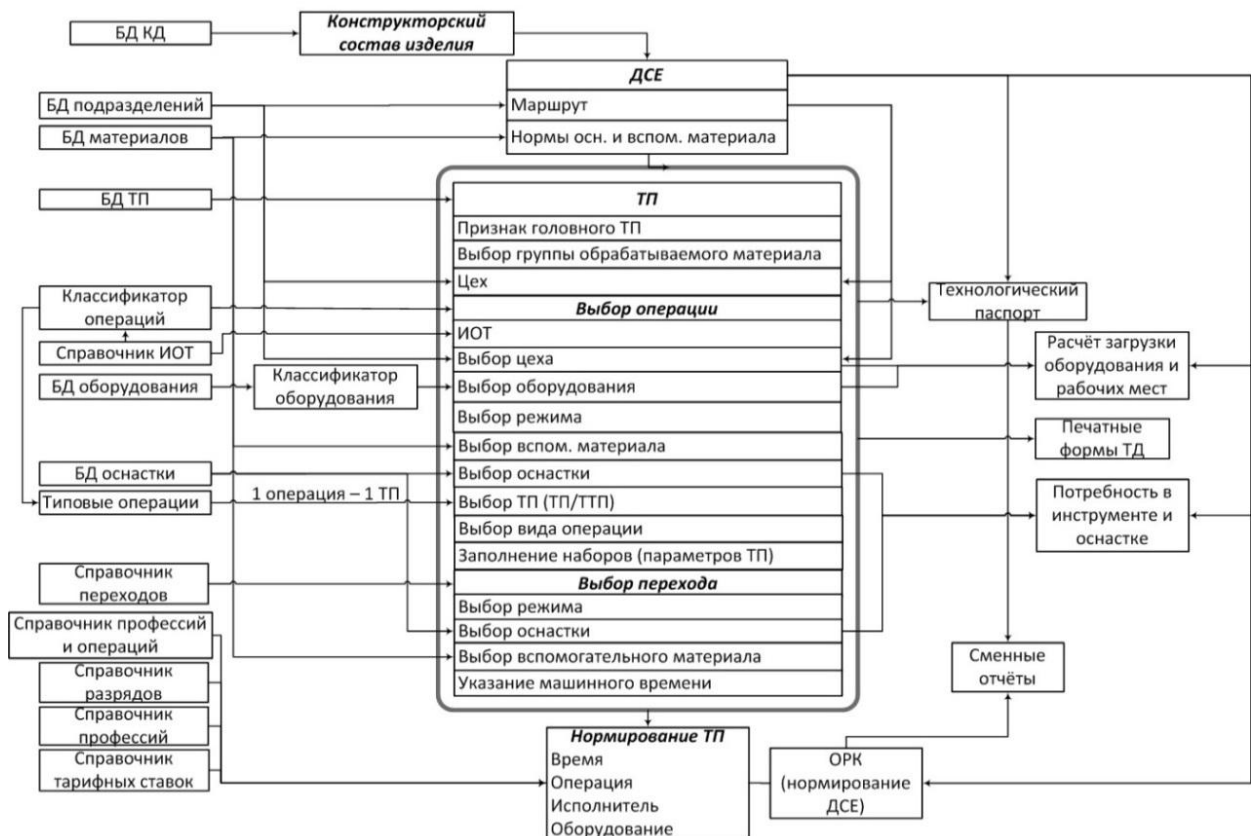 БД КД
Конструкторский
состав изделия
ДСЕ
Маршрут
Нормы осн. и вспом. материала
БД подразделений
БД материалов
БД ТП
ТП
Признак головного ТП
Выбор группы обрабатываемого материала
Цех
Классификатор
операций
Справочник ИОТ
БД оборудования
Классификатор
оборудования
Выбор операции
ИОТ
Выбор цеха
Выбор оборудования
Выбор режима
Выбор вспом. материала
Выбор оснастки
Выбор ТП (ТП/ТТП)
Выбор вида операции
Заполнение наборов (параметров ТП)
БД оснастки
Типовые операции
1 операция – 1 ТП
Справочник
переходов
Выбор перехода
Выбор режима
Выбор оснастки
Выбор вспомогательного материала
Указание машинного времени
Справочник профессий
и операций
Справочник
разрядов
Справочник
профессий
Справочник
тарифных ставок
Нормирование ТП
Время
Операция
Исполнитель
Оборудование
ОРК
(нормирование
ДСЕ)
Технологический
паспорт
Расчёт загрузки
оборудования и
рабочих мест
Печатные
формы ТД
Потребность в
инструменте и
оснастке
Сменные
отчёты